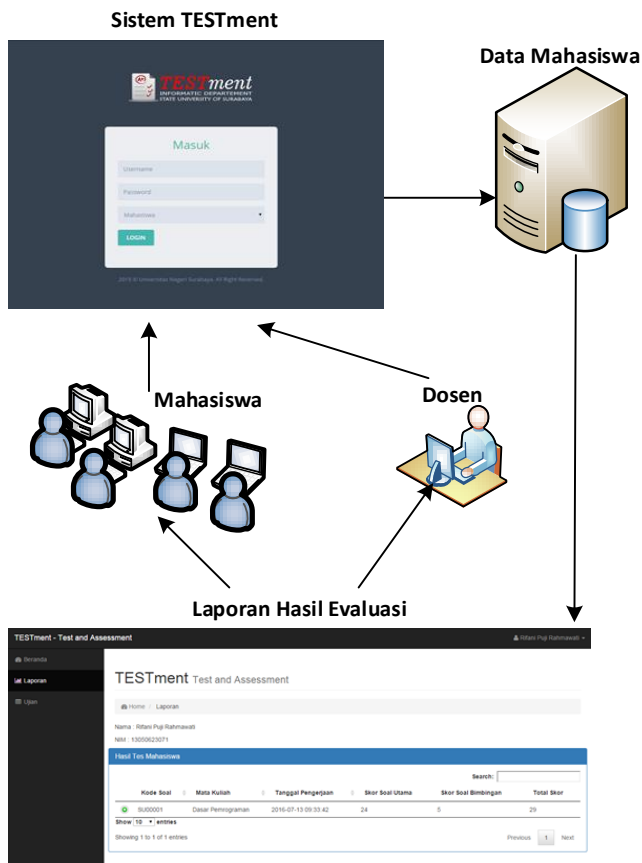 Sistem TESTment
Data Mahasiswa
TESTment
INFORMATIC DEPARTEMENT
STATE UNIVERSITY OF SURABAYA
Masuk
Username
Password
Mahasiswa
LOGIN
2015 © Universitas Negeri Surabaya. All Right Reserved.
Mahasiswa
Dosen
Laporan Hasil Evaluasi
TESTment - Test and Assessment
Rifani Puji Rahmawati
Beranda
Laporan
Ujian
TESTment Test and Assessment
Home / Laporan
Nama : Rifani Puji Rahmawati
NIM : 13050623071
Hasil Tes Mahasiswa
Search:
Kode Soal Mata Kuliah Tanggal Pengerjaan Skor Soal Utama Skor Soal Bimbingan Total Skor
SU00001 Dasar Pemrograman 2016-07-13 09:33:42 24 5 29
Show 10 entries
Showing 1 to 1 of 1 entries
Previous 1 Next